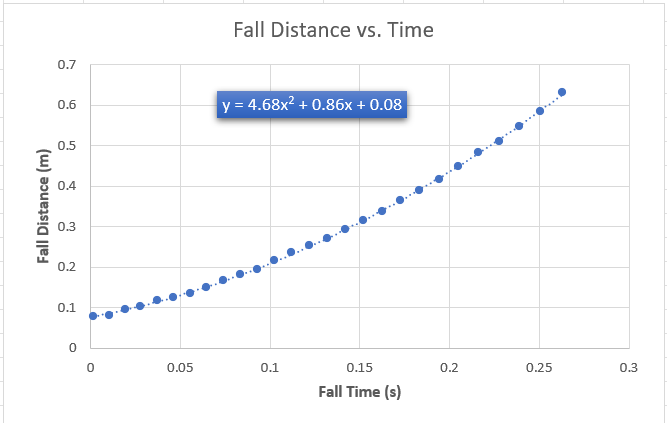 Fall Distance vs. Time
0.7
y = 4.68x² + 0.86x + 0.08
0.6
0.5
0.4
0.3
0.2
0.1
0
Fall Distance (m)
0 0.05 0.1 0.15 0.2 0.25 0.3
Fall Time (s)